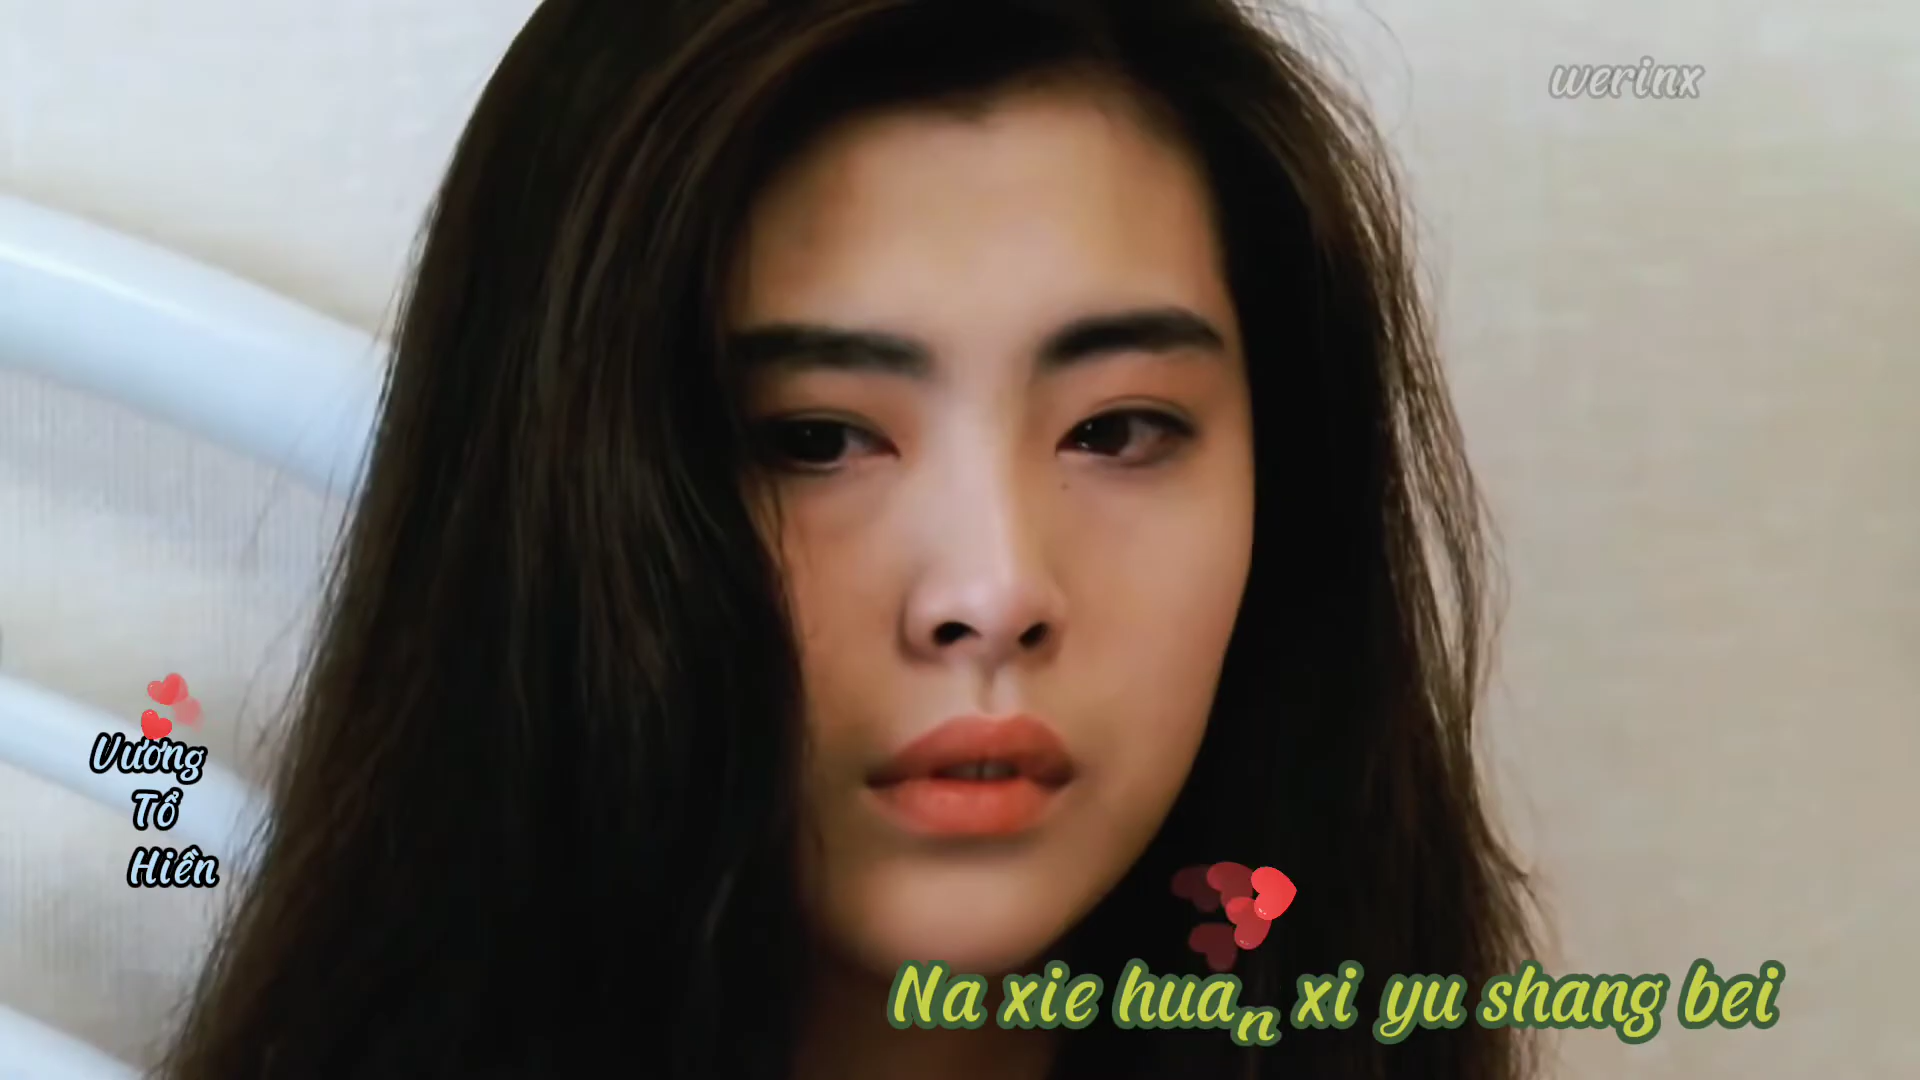 werinx
Vương
Tổ
Hiền
Na xie huan xi yu shang bei